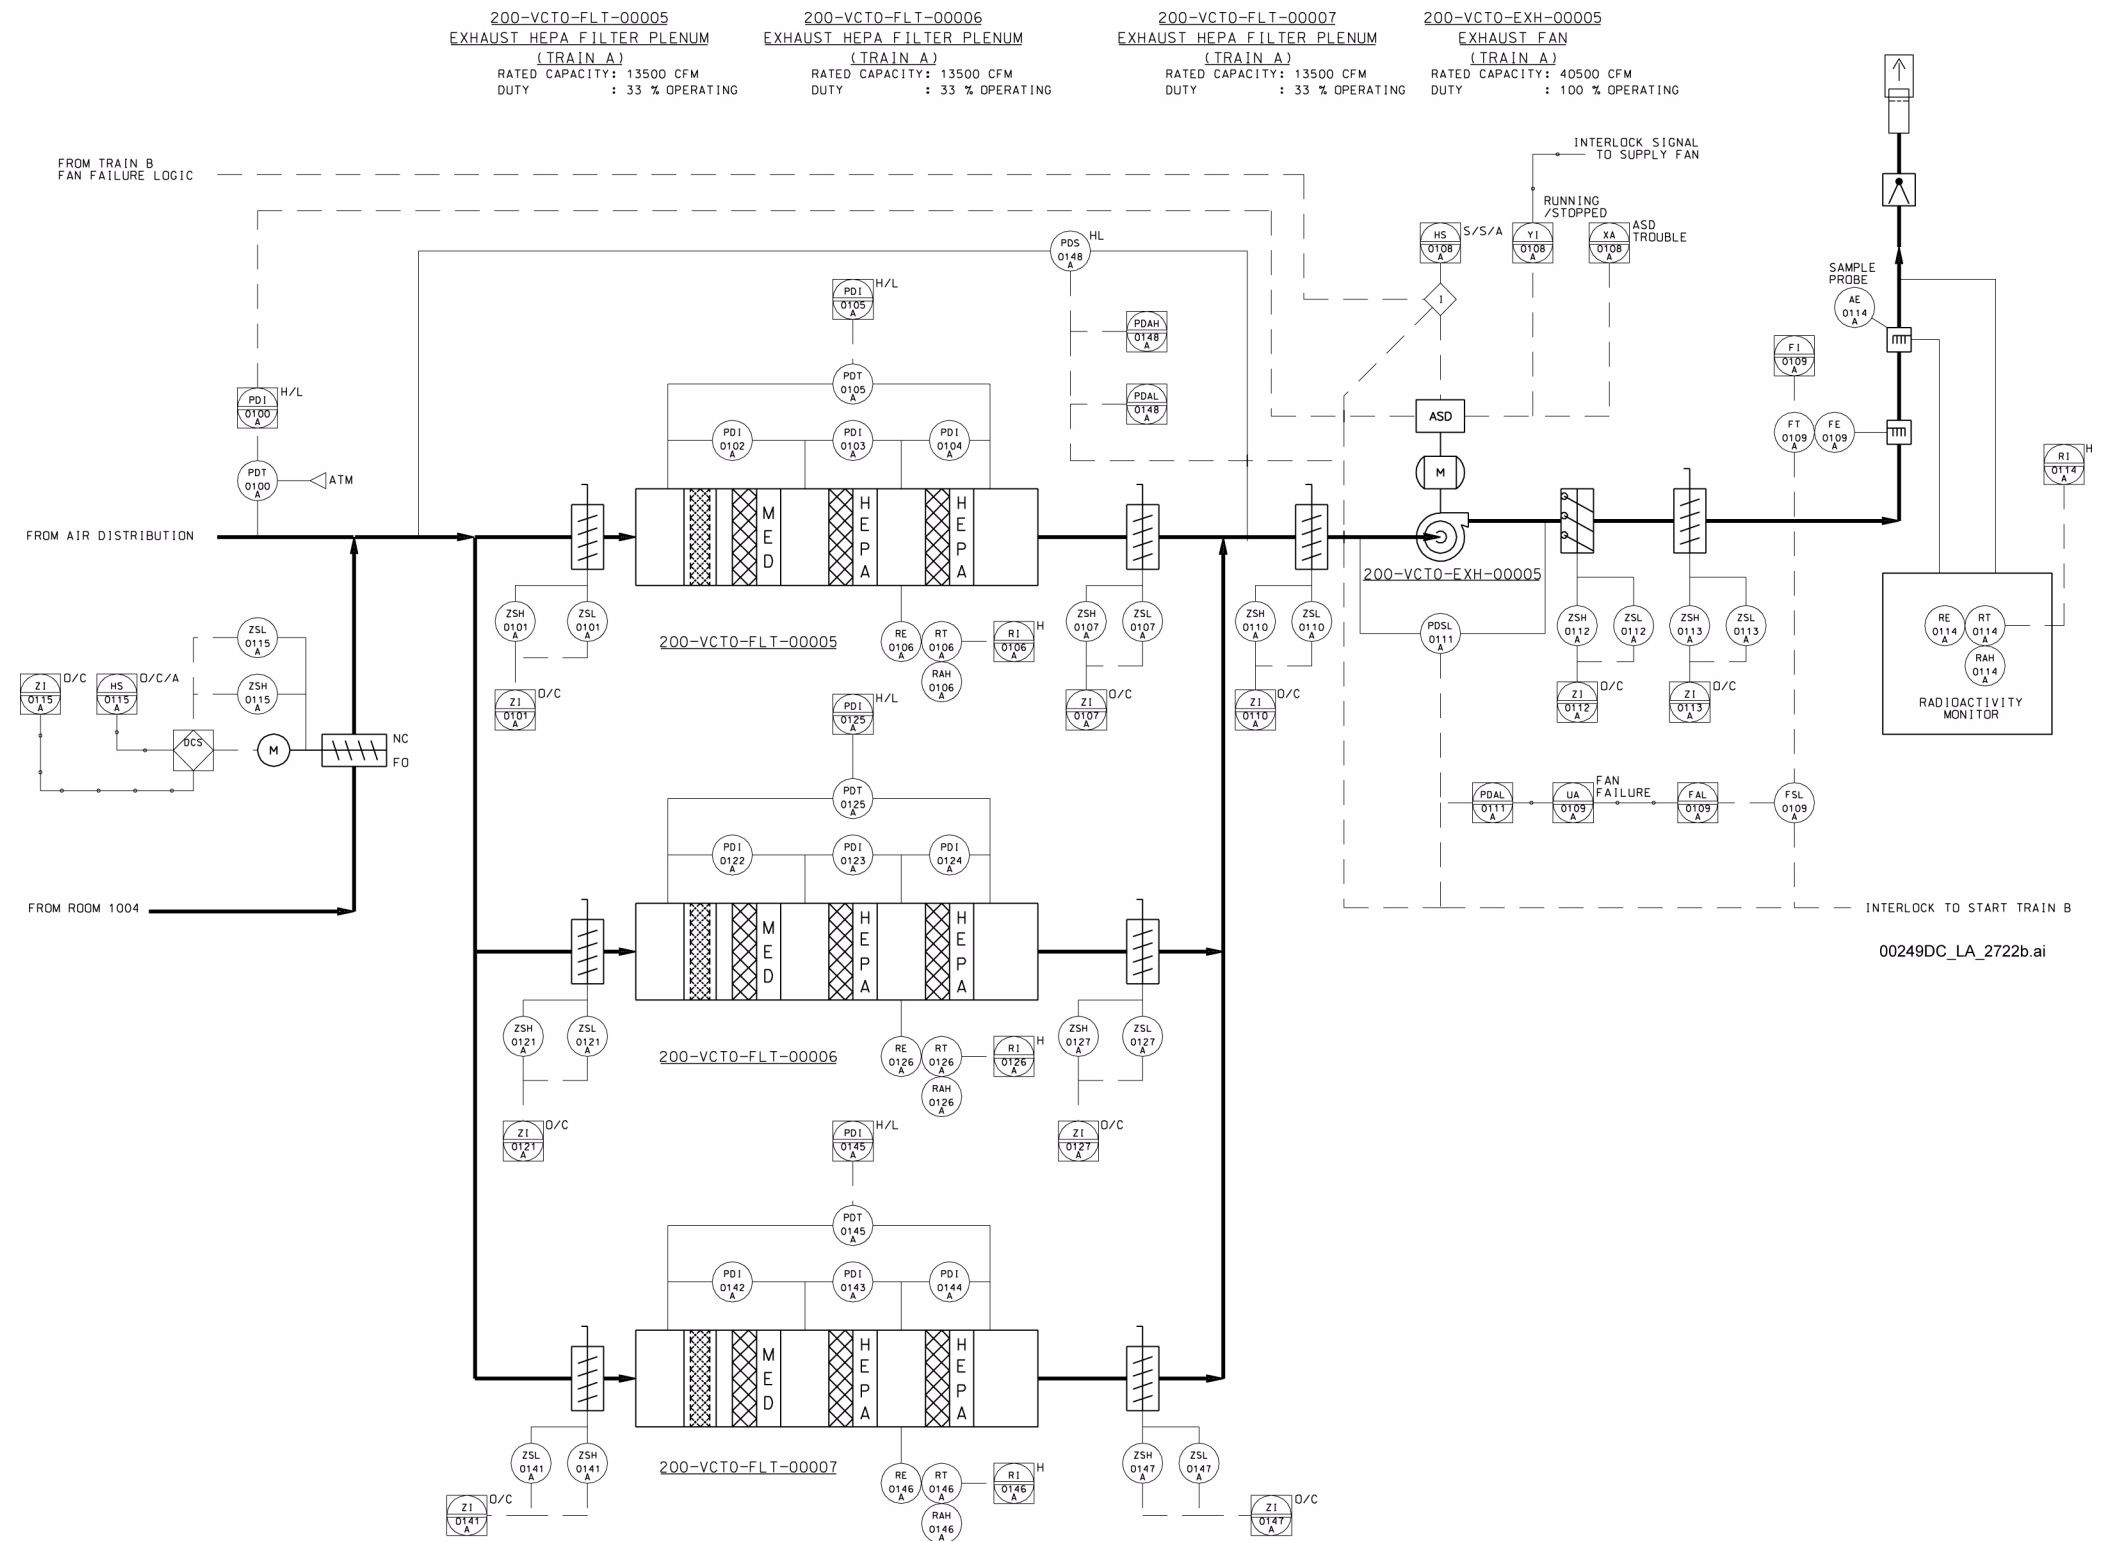 200-VCT0-FLT-00005
EXHAUST HEPA FILTER PLENUM
(TRAIN A)
RATED CAPACITY: 13500 CFM
DUTY : 33 % OPERATING
200-VCT0-FLT-00006
EXHAUST HEPA FILTER PLENUM
(TRAIN A)
RATED CAPACITY: 13500 CFM
DUTY : 33 % OPERATING
200-VCT0-FLT-00007
EXHAUST HEPA FILTER PLENUM
(TRAIN A)
RATED CAPACITY: 13500 CFM
DUTY : 33 % OPERATING
200-VCT0-EXH-00005
EXHAUST FAN
(TRAIN A)
RATED CAPACITY: 40500 CFM
DUTY : 100 % OPERATING
FROM TRAIN B
FAN FAILURE LOGIC
INTERLOCK SIGNAL
TO SUPPLY FAN
RUNNING
/STOPPED
HS
0108
A
S/S/A
YI
0108
A
XA
0108
A
ASD
TROUBLE
PDS
0148
A
HL
I
PDI
0105
A
H/L
PDAH
0148
A
PDT
0105
A
PDAL
0148
A
PDI
0102
A
PDI
0103
A
PDI
0104
A
ASD
M
SAMPLE
PROBE
AE
0114
A
FI
0109
A
FT
0109
A
FE
0109
A
RI
0114
A
H
PDI
0100
A
H/L
PDT
0100
A
ATM
FROM AIR DISTRIBUTION
MED
HEPA
HEPA
200-VCT0-EXH-00005
ZSH
0101
A
ZSL
0101
A
ZI
0101
A
O/C
200-VCT0-FLT-00005
RE
0106
A
RT
0106
A
RAH
0106
A
RI
0106
A
H
ZSH
0107
A
ZSL
0107
A
ZI
0107
A
O/C
ZSH
0110
A
ZSL
0110
A
ZI
0110
A
O/C
PDSL
0111
A
ZSH
0112
A
ZSL
0112
A
ZI
0112
A
O/C
ZSH
0113
A
ZSL
0113
A
ZI
0113
A
O/C
RE
0114
A
RT
0114
A
RAH
0114
A
RADIOACTIVITY
MONITOR
ZSL
0115
A
ZSH
0115
A
ZI
0115
A
O/C
HS
0115
A
O/C/A
DCS
M
NC
FO
PDI
0125
A
H/L
PDT
0125
A
PDI
0122
A
PDI
0123
A
PDI
0124
A
PDAL
0111
A
UA
0109
A
FAN
FAILURE
FAL
0109
A
FSL
0109
A
FROM ROOM 1004
INTERLOCK TO START TRAIN B
00249DC_LA_2722b.ai
MED
HEPA
HEPA
ZSH
0121
A
ZSL
0121
A
ZI
0121
A
O/C
200-VCT0-FLT-00006
RE
0126
A
RT
0126
A
RAH
0126
A
RI
0126
A
H
ZSH
0127
A
ZSL
0127
A
ZI
0127
A
O/C
PDI
0145
A
H/L
PDT
0145
A
PDI
0142
A
PDI
0143
A
PDI
0144
A
MED
HEPA
HEPA
ZSL
0141
A
ZSH
0141
A
ZI
0141
A
O/C
200-VCT0-FLT-00007
RE
0146
A
RT
0146
A
RAH
0146
A
RI
0146
A
H
ZSH
0147
A
ZSL
0147
A
ZI
0147
A
O/C